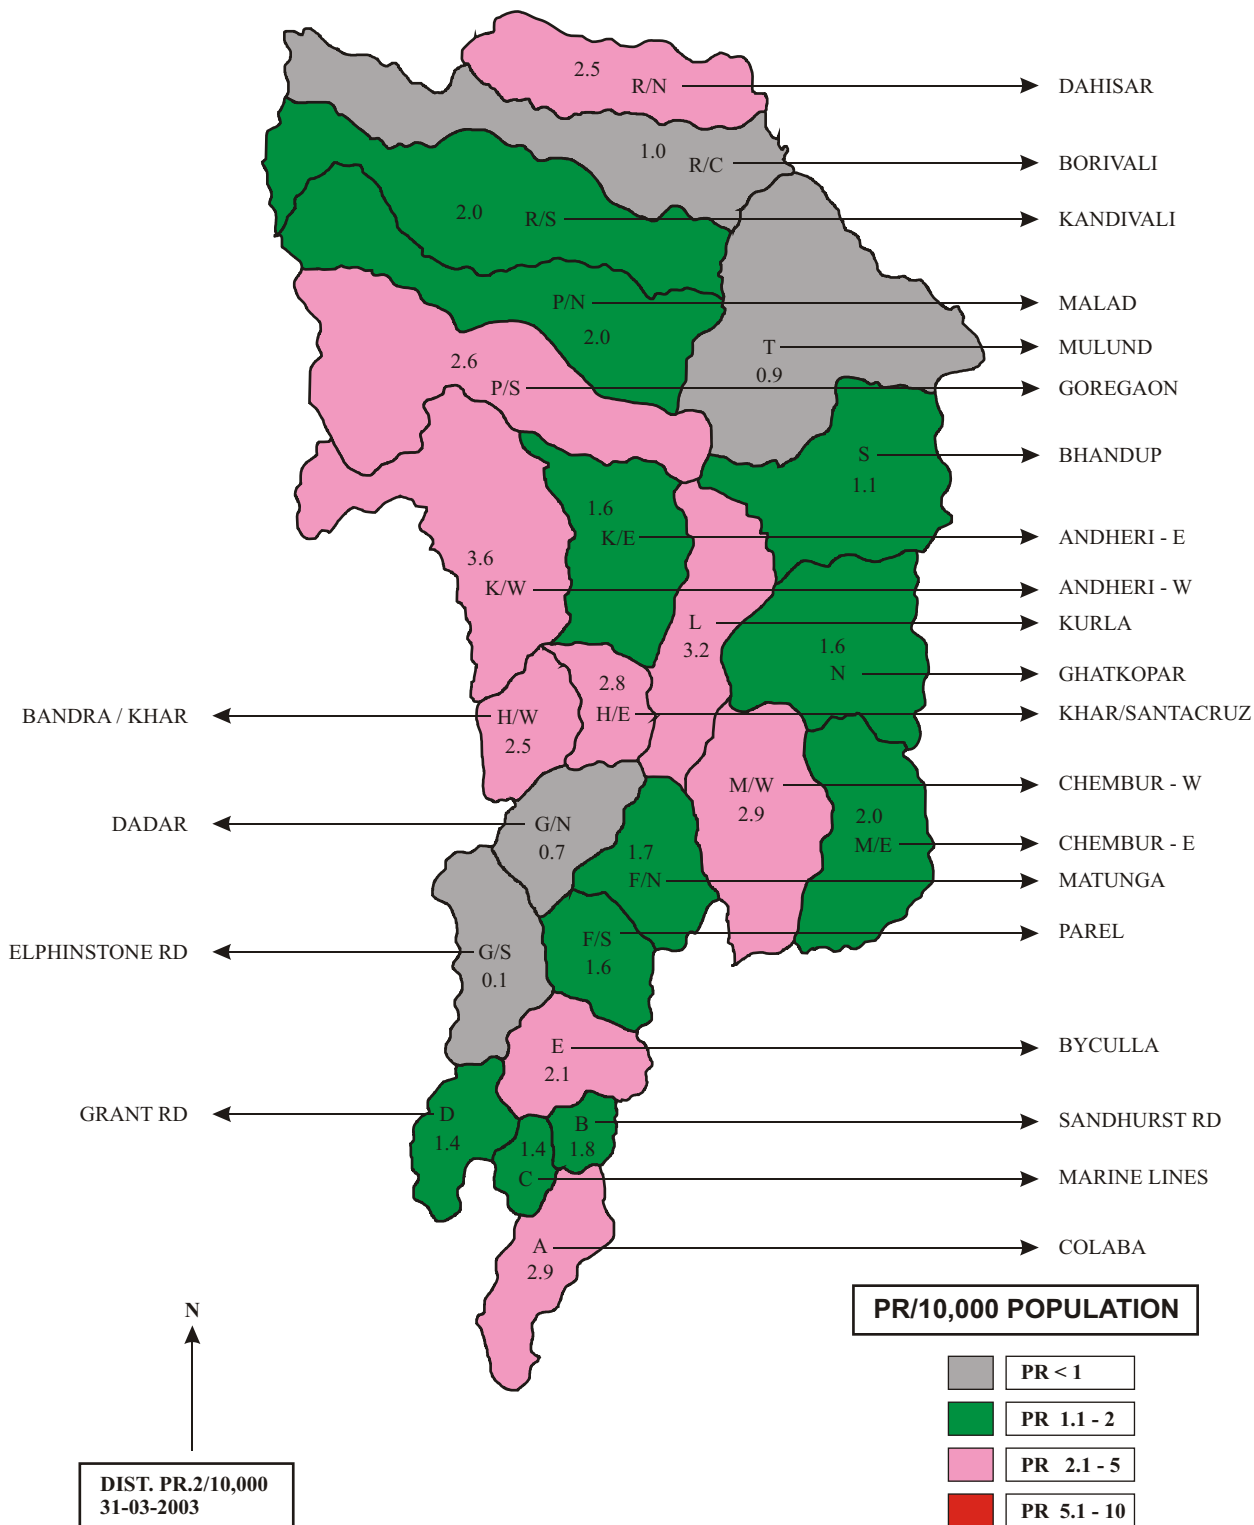 2.5
R/N
DAHISAR
1.0
R/C
BORIVALI
2.0
R/S
KANDIVALI
P/N
MALAD
2.0
T
MULUND
0.9
2.6
P/S
GOREGAON
S
BHANDUP
1.1
1.6
K/E
ANDHERI - E
3.6
K/W
ANDHERI - W
L
KURLA
3.2
1.6
N
GHATKOPAR
2.8
H/E
KHAR/SANTACRUZ
BANDRA / KHAR
H/W
2.5
M/W
CHEMBUR - W
2.9
DADAR
G/N
0.7
2.0
M/E
CHEMBUR - E
1.7
F/N
MATUNGA
F/S
PAREL
1.6
ELPHINSTONE RD
G/S
0.1
E
BYCULLA
2.1
GRANT RD
D
1.4
B
SANDHURST RD
1.8
1.4
C
MARINE LINES
A
COLABA
2.9
N
PR/10,000 POPULATION
PR < 1
PR 1.1 - 2
PR 2.1 - 5
PR 5.1 - 10
DIST. PR.2/10,000
31-03-2003